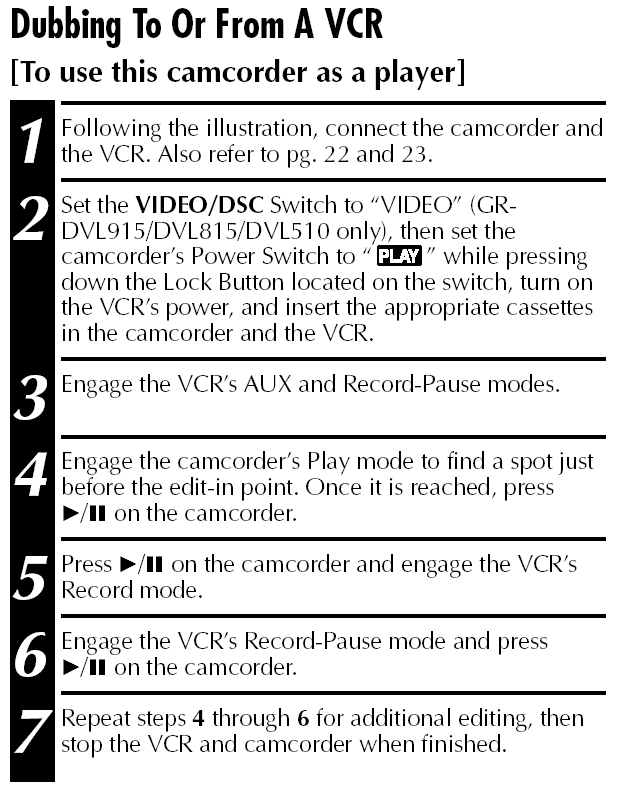 Dubbing To Or From A VCR
[To use this camcorder as a player]
1 Following the illustration, connect the camcorder and
the VCR. Also refer to pg. 22 and 23.
2 Set the VIDEO/DSC Switch to “VIDEO” (GR-
DVL915/DVL815/DVL510 only), then set the
camcorder’s Power Switch to “ PLAY ” while pressing
down the Lock Button located on the switch, turn on
the VCR’s power, and insert the appropriate cassettes
in the camcorder and the VCR.
3 Engage the VCR’s AUX and Record-Pause modes.
4 Engage the camcorder’s Play mode to find a spot just
before the edit-in point. Once it is reached, press
►/II on the camcorder.
5 Press ►/II on the camcorder and engage the VCR’s
Record mode.
6 Engage the VCR’s Record-Pause mode and press
►/II on the camcorder.
7 Repeat steps 4 through 6 for additional editing, then
stop the VCR and camcorder when finished.